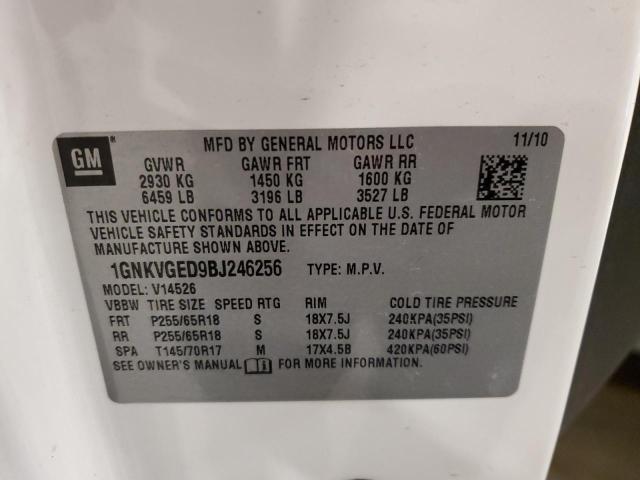 GM
MFD BY GENERAL MOTORS LLC 11/10
GVWR GAWR FRT GAWR RR
2930 KG 1450 KG 1600 KG
6459 LB 3196 LB 3527 LB
THIS VEHICLE CONFORMS TO ALL APPLICABLE U.S. FEDERAL MOTOR
VEHICLE SAFETY STANDARDS IN EFFECT ON THE DATE OF
MANUFACTURE SHOWN ABOVE.
1GNKVGED9BJ246256 TYPE: M.P.V.
MODEL: V14526
VBBW TIRE SIZE SPEED RTG RIM COLD TIRE PRESSURE
FRT P255/65R18 S 18X7.5J 240KPA(35PSI)
RR P255/65R18 S 18X7.5J 240KPA(35PSI)
SPA T145/70R17 M 17X4.5B 420KPA(60PSI)
SEE OWNER'S MANUAL FOR MORE INFORMATION.